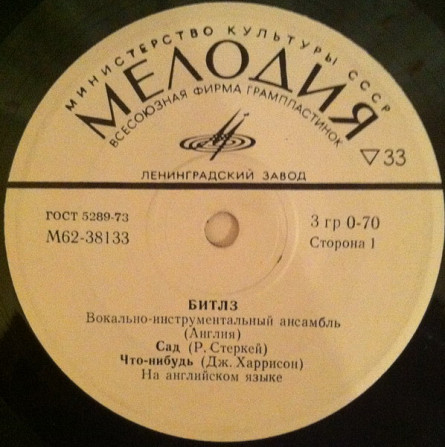 МИНИСТЕРСТВО КУЛЬТУРЫ СССР
МЕЛОДИЯ
ВСЕСОЮЗНАЯ ФИРМА ГРАМПЛАСТИНОК
▽33
ЛЕНИНГРАДСКИЙ ЗАВОД
ГОСТ 5289-73
М62-38133
3 гр 0-70
Сторона 1
БИТЛЗ
Вокально-инструментальный ансамбль
(Англия)
Сад (Р. Стеркей)
Что-нибудь (Дж. Харрисон)
На английском языке